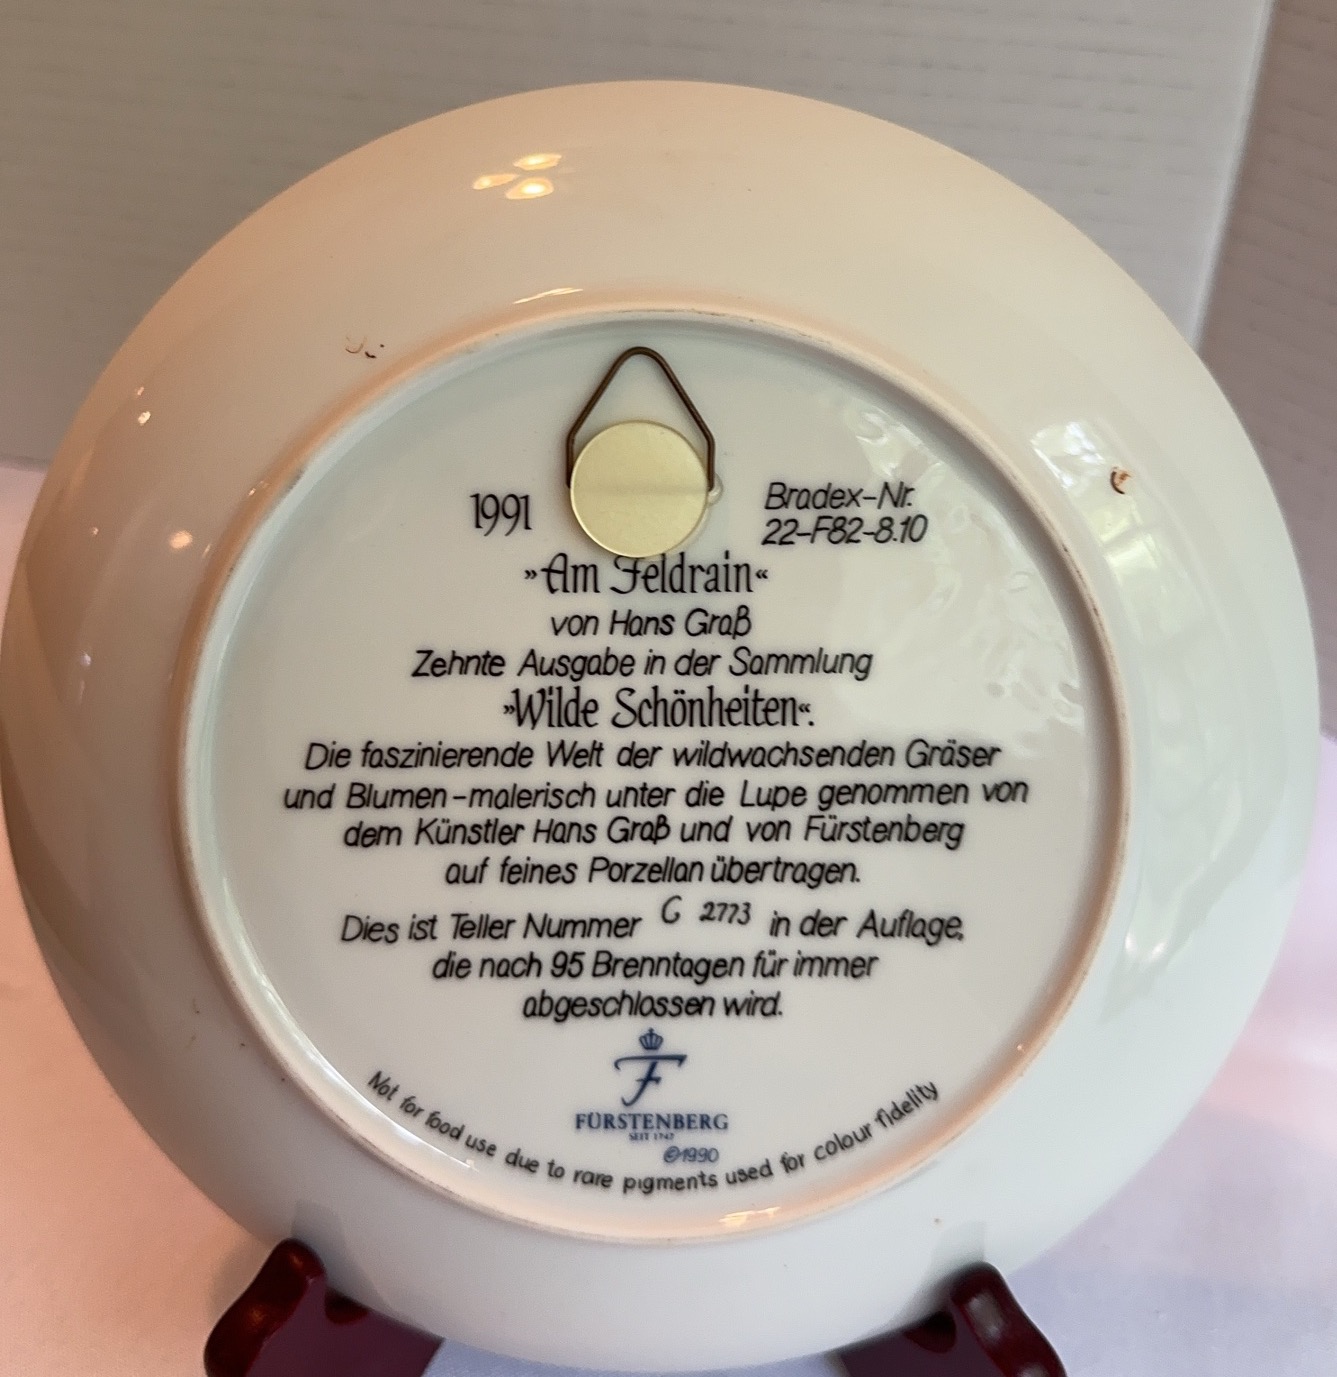 1991
Bradex-Nr.
22-F82-8.10
»Am Feldrain«
von Hans Graß
Zehnte Ausgabe in der Sammlung
»Wilde Schönheiten«.
Die faszinierende Welt der wildwachsenden Gräser
und Blumen-malerisch unter die Lupe genommen von
dem Künstler Hans Graß und von Fürstenberg
auf feines Porzellan übertragen.
Dies ist Teller Nummer G 2773 in der Auflage,
die nach 95 Brenntagen für immer
abgeschlossen wird.
F
FÜRSTENBERG
SEIT 1747
©1990
Not for food use due to rare pigments used for colour fidelity